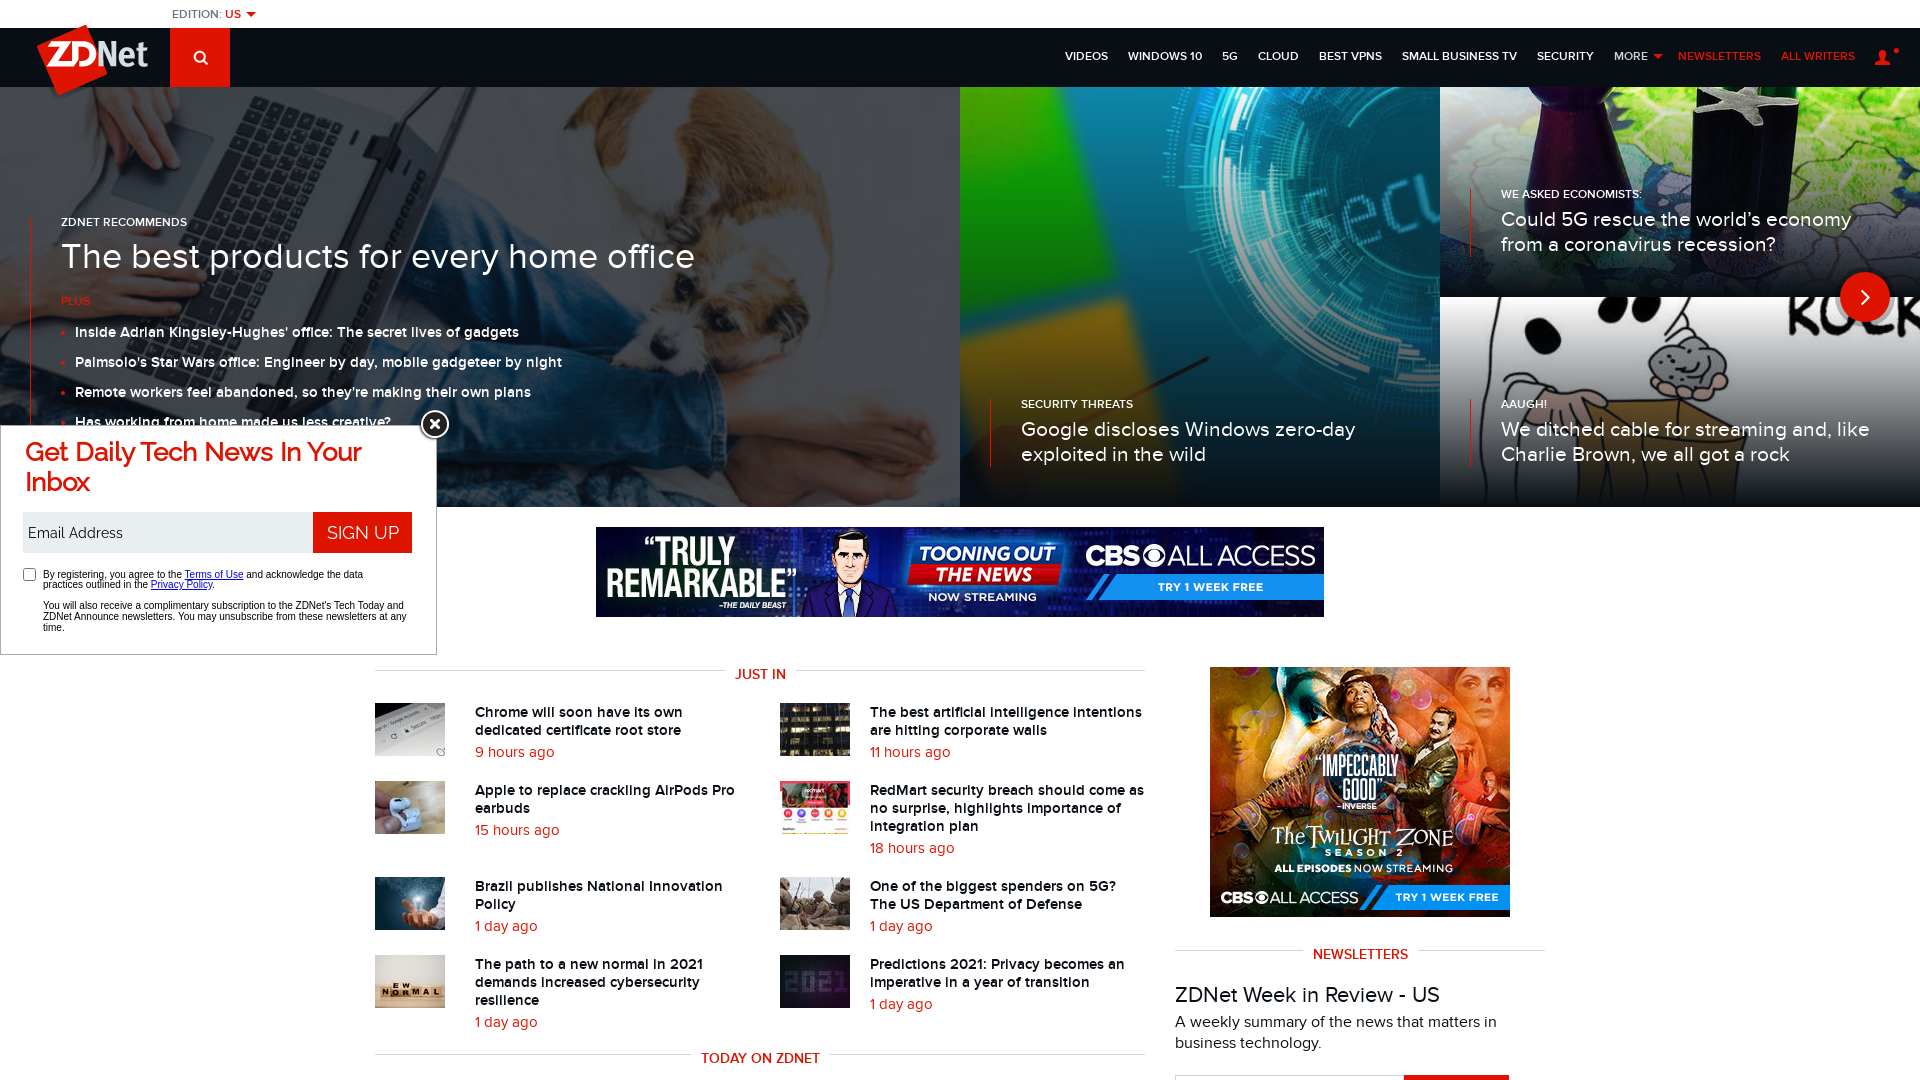 EDITION: US
ZDNet
VIDEOS WINDOWS 10 5G CLOUD BEST VPNS SMALL BUSINESS TV SECURITY MORE NEWSLETTERS ALL WRITERS
ZDNET RECOMMENDS
The best products for every home office
PLUS
Inside Adrian Kingsley-Hughes' office: The secret lives of gadgets
Palmsolo's Star Wars office: Engineer by day, mobile gadgeteer by night
Remote workers feel abandoned, so they're making their own plans
Has working from home made us less creative?
SECURITY THREATS
Google discloses Windows zero-day
exploited in the wild
WE ASKED ECONOMISTS:
Could 5G rescue the world’s economy
from a coronavirus recession?
ROCK
AAUGH!
We ditched cable for streaming and, like
Charlie Brown, we all got a rock
Get Daily Tech News In Your
Inbox
Email Address
SIGN UP
By registering, you agree to the Terms of Use and acknowledge the data
practices outlined in the Privacy Policy.
You will also receive a complimentary subscription to the ZDNet's Tech Today and
ZDNet Announce newsletters. You may unsubscribe from these newsletters at any
time.
“TRULY
REMARKABLE”
–THE DAILY BEAST
TOONING OUT
THE NEWS
NOW STREAMING
CBS ALL ACCESS
TRY 1 WEEK FREE
JUST IN
Chrome will soon have its own
dedicated certificate root store
9 hours ago
The best artificial intelligence intentions
are hitting corporate walls
11 hours ago
Apple to replace crackling AirPods Pro
earbuds
15 hours ago
RedMart security breach should come as
no surprise, highlights importance of
integration plan
18 hours ago
Brazil publishes National Innovation
Policy
1 day ago
One of the biggest spenders on 5G?
The US Department of Defense
1 day ago
EW
NORMAL
The path to a new normal in 2021
demands increased cybersecurity
resilience
1 day ago
2021
Predictions 2021: Privacy becomes an
imperative in a year of transition
1 day ago
TODAY ON ZDNET
“IMPECCABLY
GOOD”
–INVERSE
The TWILIGHT ZONE
SEASON 2
ALL EPISODES NOW STREAMING
CBS ALL ACCESS
TRY 1 WEEK FREE
NEWSLETTERS
ZDNet Week in Review - US
A weekly summary of the news that matters in
business technology.